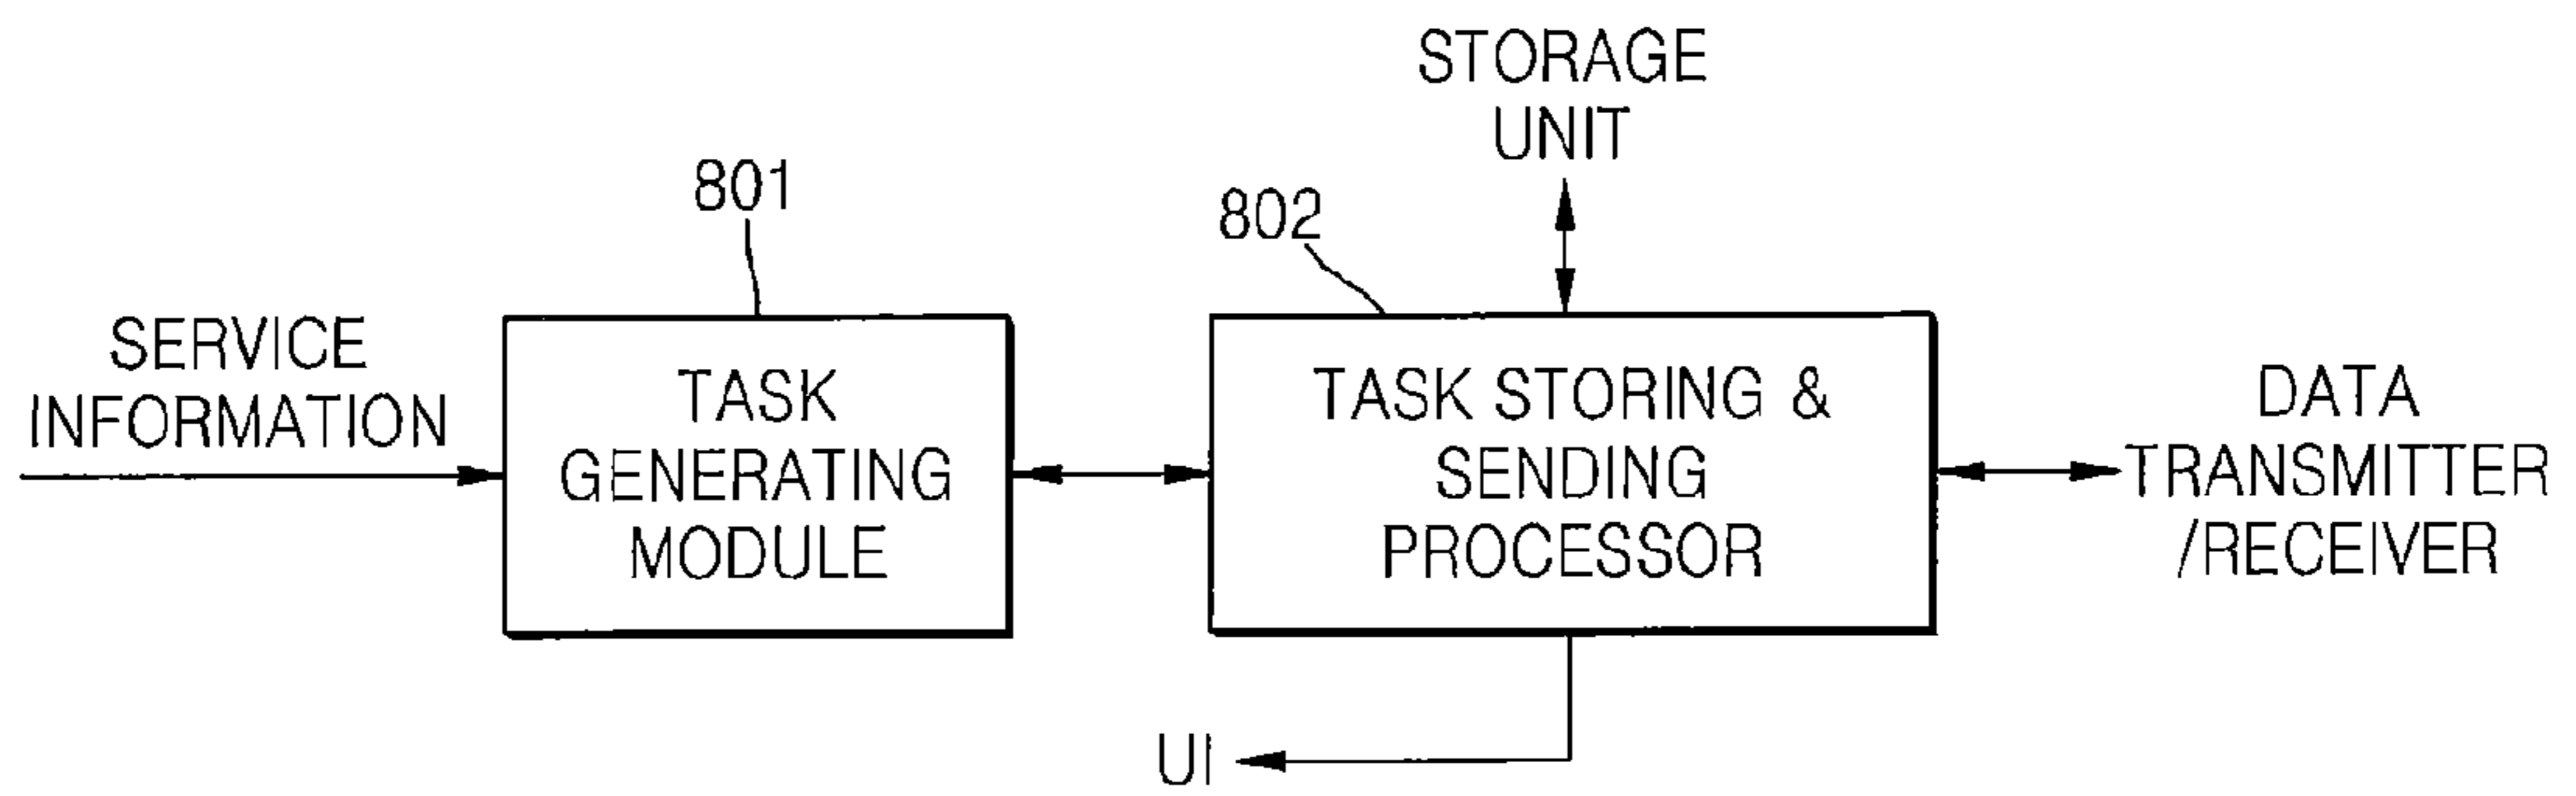 STORAGE
UNIT
801
802
SERVICE
INFORMATION
TASK
GENERATING
MODULE
TASK STORING &
SENDING
PROCESSOR
DATA
TRANSMITTER
/RECEIVER
UI